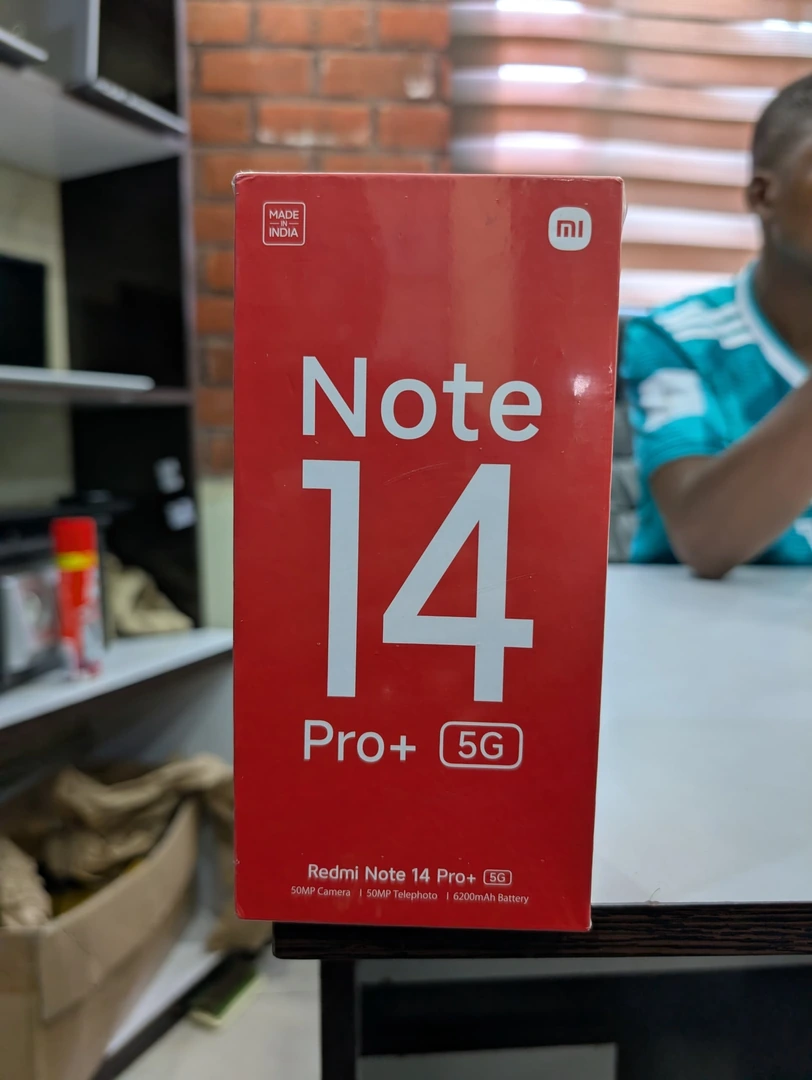 MADE
IN
INDIA
mi
Note
14
Pro+ 5G
Redmi Note 14 Pro+ 5G
50MP Camera | 50MP Telephoto | 6200mAh Battery